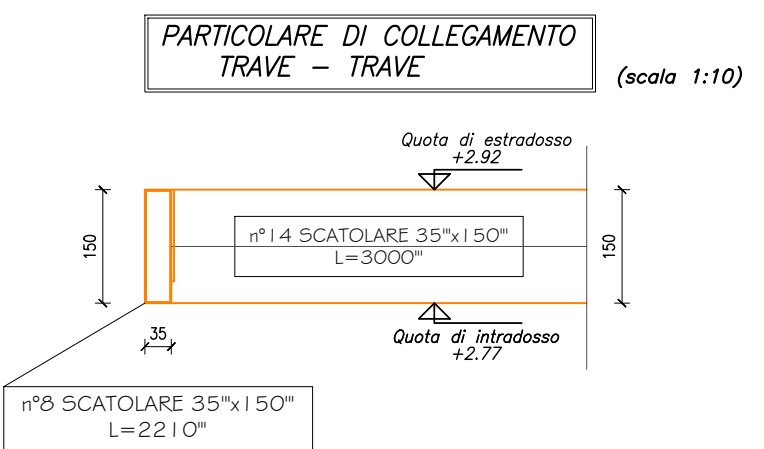 PARTICOLARE DI COLLEGAMENTO
TRAVE - TRAVE
(scala 1:10)
Quota di estradosso
+2.92
150
n°14 SCATOLARE 35'''x150'''
L=3000'''
150
35
Quota di intradosso
+2.77
n°8 SCATOLARE 35'''x150'''
L=2210'''